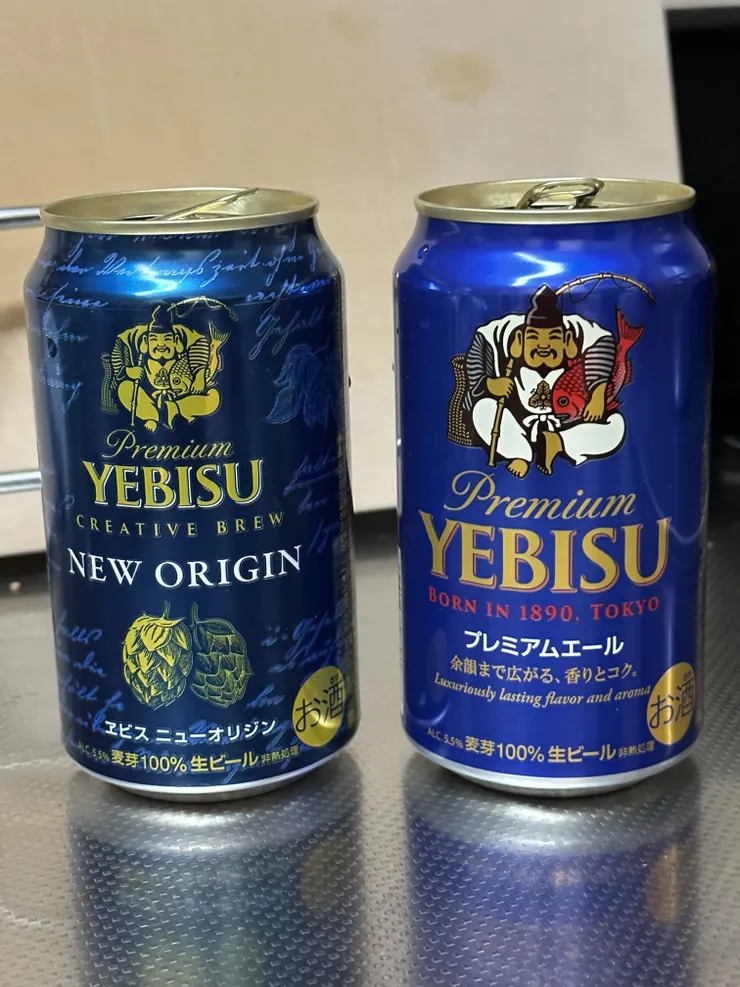 Premium
YEBISU
CREATIVE BREW
NEW ORIGIN
ヱビス ニューオリジン
お酒
ALC.5.5% 麦芽100% 生ビール 非熱処理
Premium
YEBISU
BORN IN 1890, TOKYO
プレミアムエール
余韻まで広がる、香りとコク。
Luxuriously lasting flavor and aroma
お酒
ALC.5.5% 麦芽100% 生ビール 非熱処理